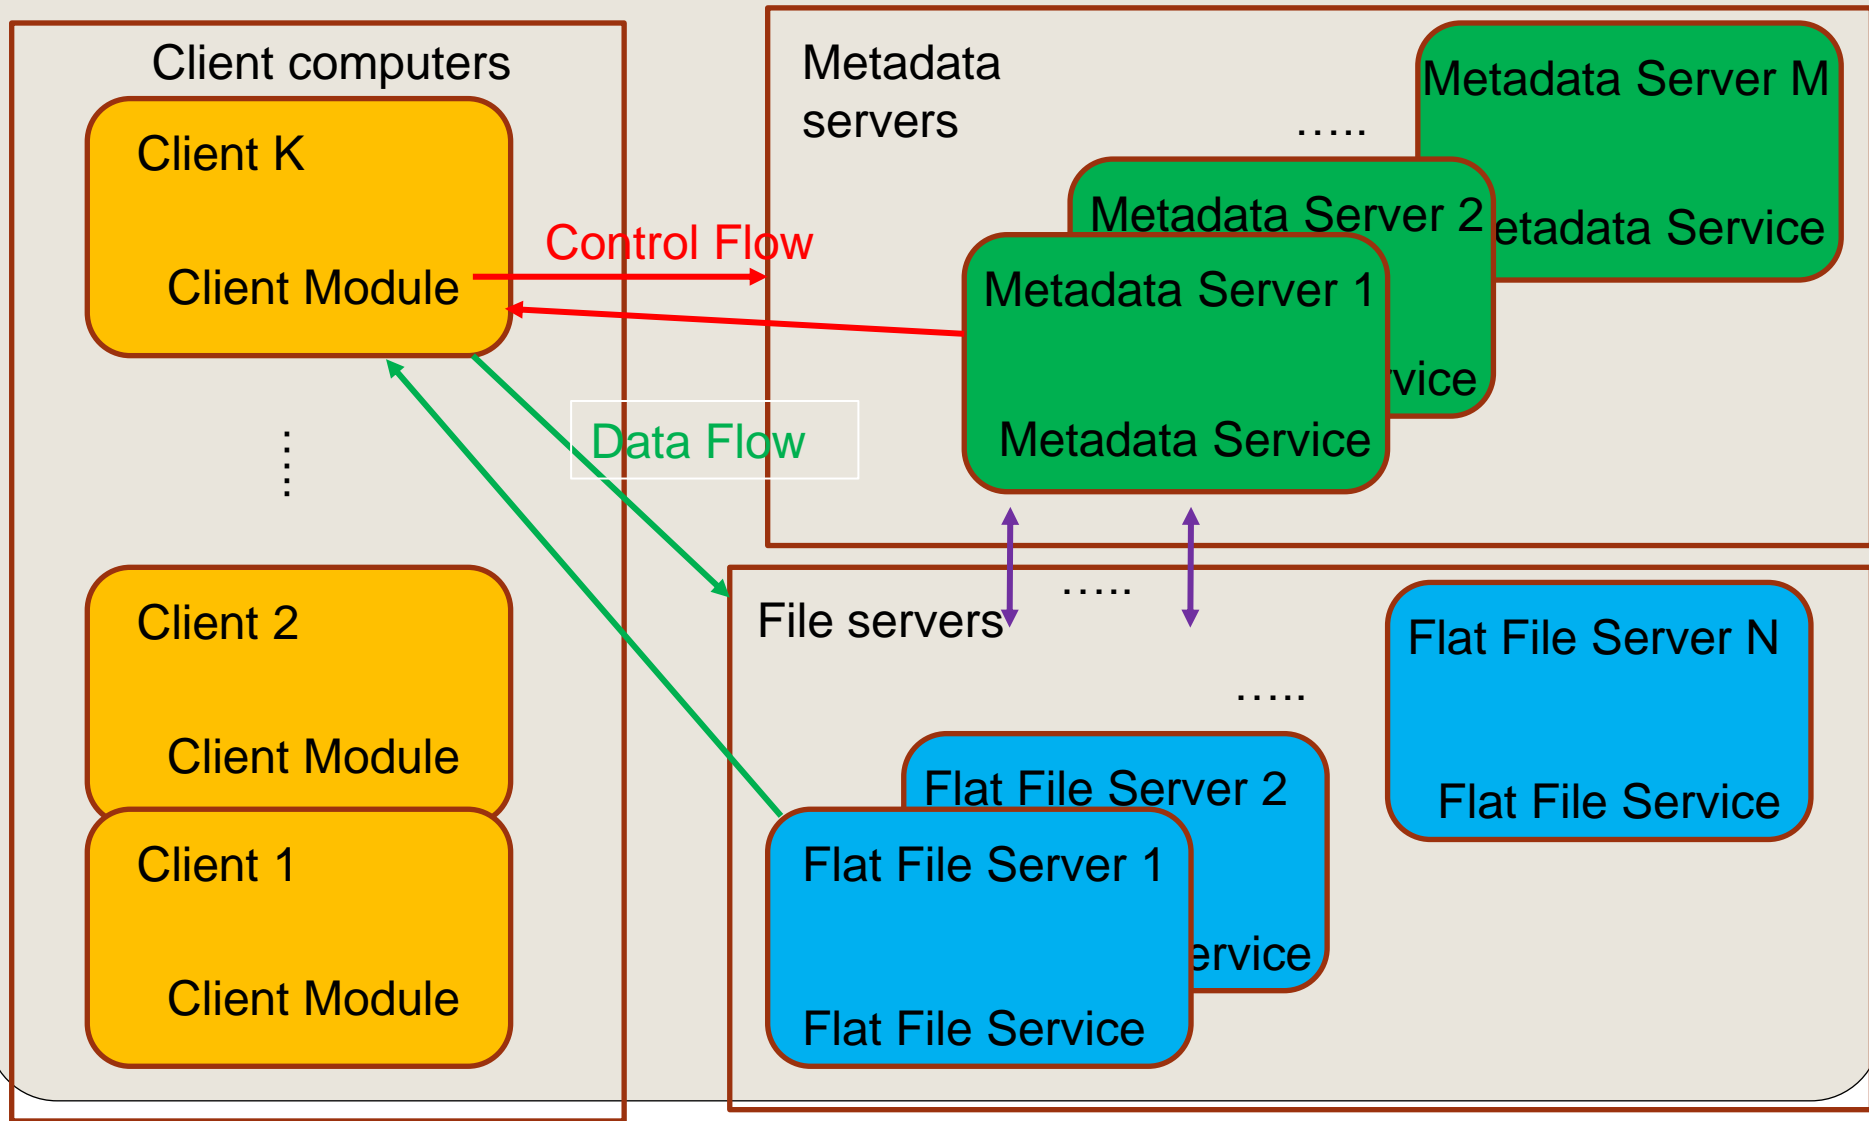 Client computers
Client K
Client Module
⋮
Client 2
Client Module
Client 1
Client Module
Control Flow
Data Flow
Metadata
servers
…..
Metadata Server M
etadata Service
Metadata Server 2
vice
Metadata Server 1
Metadata Service
…..
File servers
…..
Flat File Server N
Flat File Service
Flat File Server 2
ervice
Flat File Server 1
Flat File Service